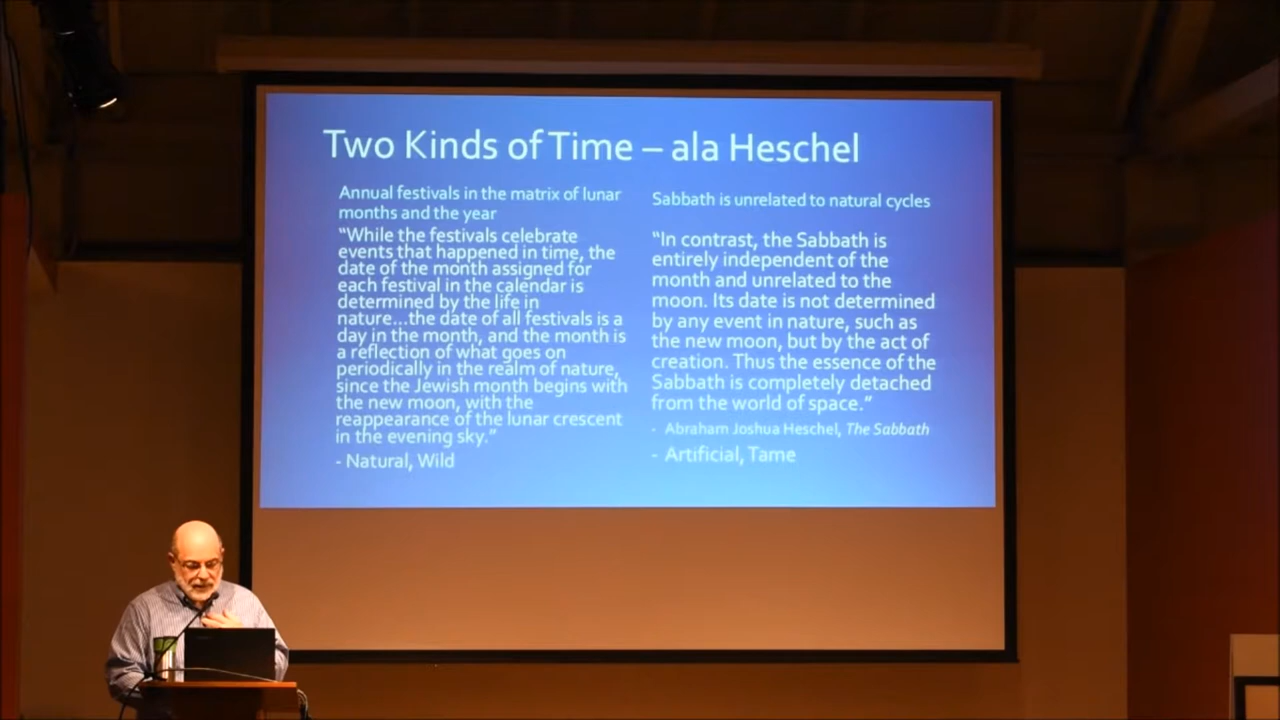 Two Kinds of Time – ala Heschel
Annual festivals in the matrix of lunar
months and the year
“While the festivals celebrate
events that happened in time, the
date of the month assigned for
each festival in the calendar is
determined by the life in
nature...the date of all festivals is a
day in the month, and the month is
a reflection of what goes on
periodically in the realm of nature,
since the Jewish month begins with
the new moon, with the
reappearance of the lunar crescent
in the evening sky.”
- Natural, Wild
Sabbath is unrelated to natural cycles
“In contrast, the Sabbath is
entirely independent of the
month and unrelated to the
moon. Its date is not determined
by any event in nature, such as
the new moon, but by the act of
creation. Thus the essence of the
Sabbath is completely detached
from the world of space.”
- Abraham Joshua Heschel, The Sabbath
- Artificial, Tame